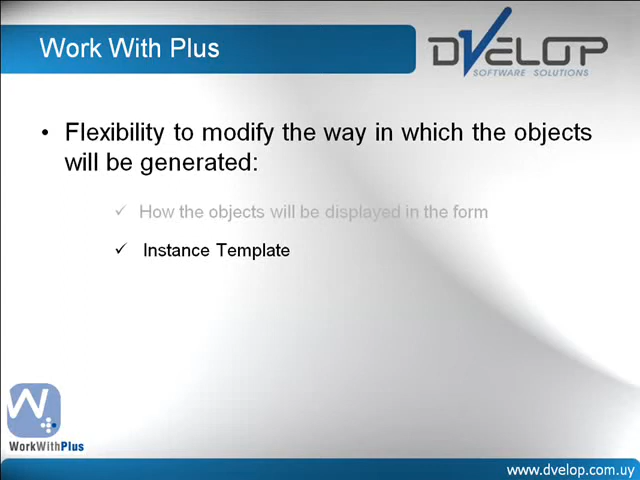 Work With Plus
DVELOP
SOFTWARE SOLUTIONS
• Flexibility to modify the way in which the objects
will be generated:
✓ How the objects will be displayed in the form
✓ Instance Template
W
WorkWithPlus
www.dvelop.com.uy